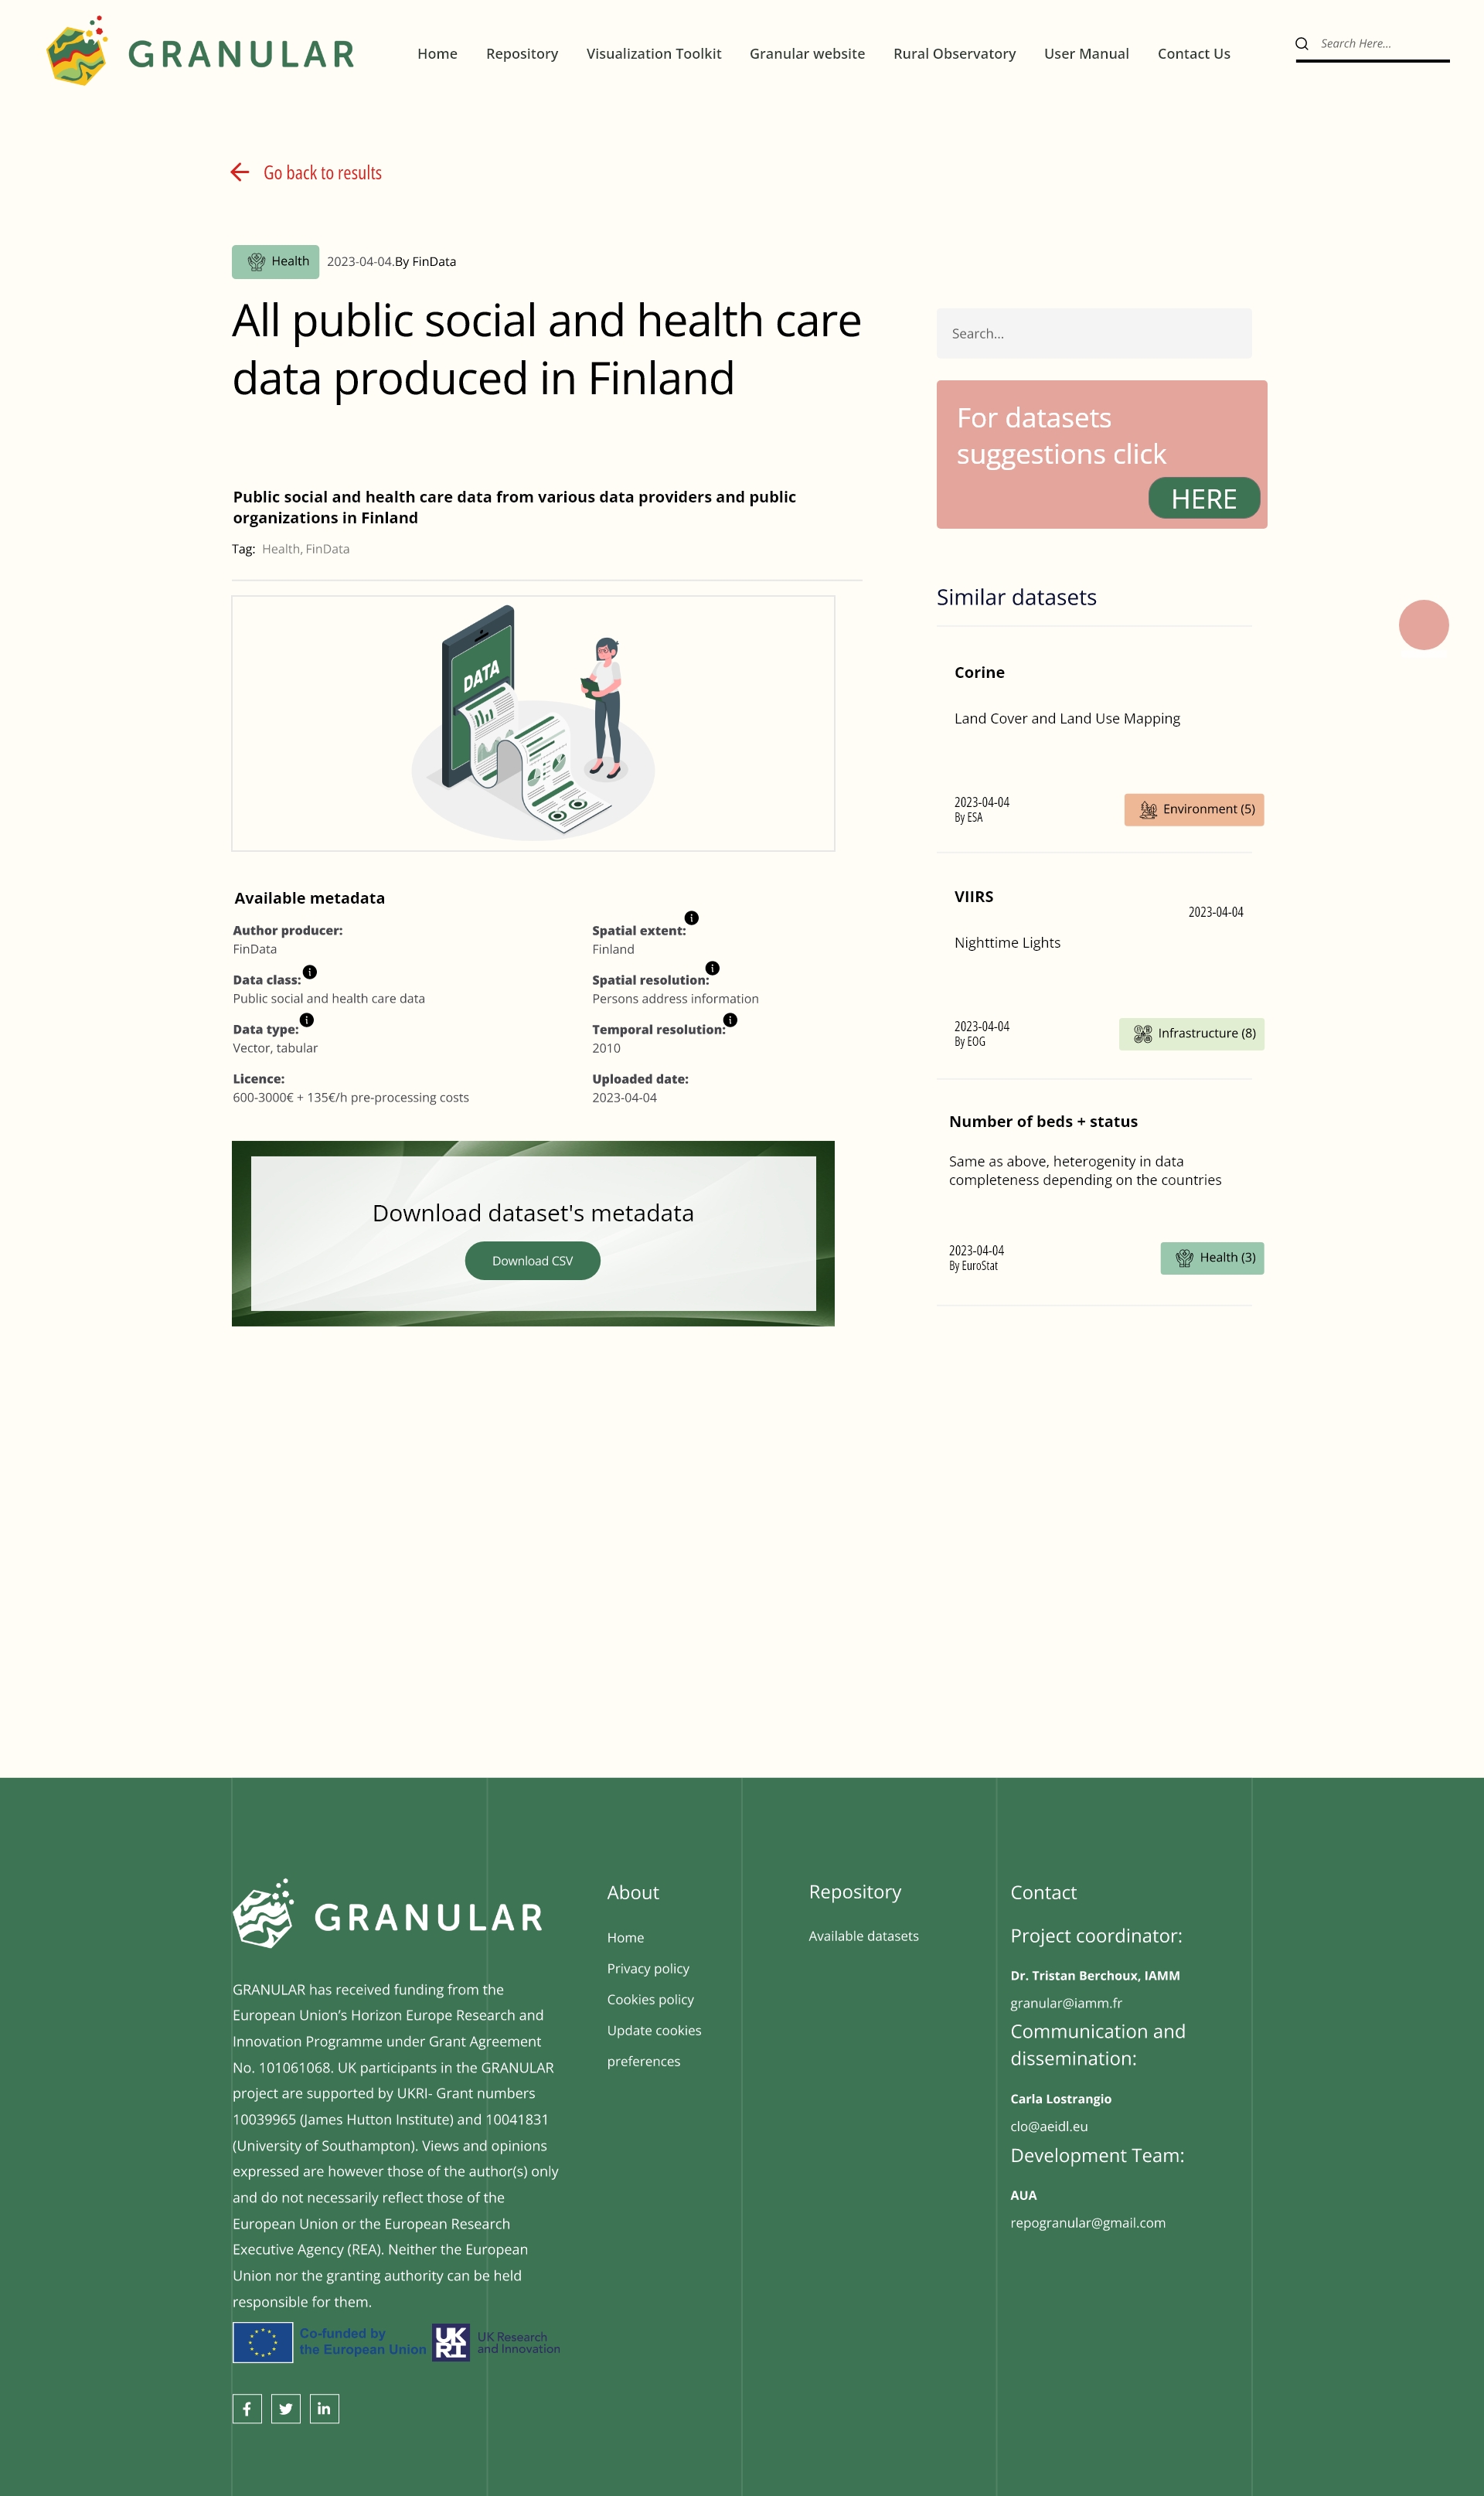 GRANULAR
Home Repository Visualization Toolkit Granular website Rural Observatory User Manual Contact Us
Search Here...
Go back to results
Health 2023-04-04.By FinData
All public social and health care
data produced in Finland
Public social and health care data from various data providers and public
organizations in Finland
Tag: Health, FinData
DATA
Available metadata
Author producer:
FinData
Data class:
Public social and health care data
Data type:
Vector, tabular
Licence:
600-3000€ + 135€/h pre-processing costs
Spatial extent:
Finland
Spatial resolution:
Persons address information
Temporal resolution:
2010
Uploaded date:
2023-04-04
Download dataset's metadata
Download CSV
Search...
For datasets
suggestions click
HERE
Similar datasets
Corine
Land Cover and Land Use Mapping
2023-04-04
By ESA
Environment (5)
VIIRS
2023-04-04
Nighttime Lights
2023-04-04
By EOG
Infrastructure (8)
Number of beds + status
Same as above, heterogenity in data
completeness depending on the countries
2023-04-04
By EuroStat
Health (3)
GRANULAR
GRANULAR has received funding from the
European Union’s Horizon Europe Research and
Innovation Programme under Grant Agreement
No. 101061068. UK participants in the GRANULAR
project are supported by UKRI- Grant numbers
10039965 (James Hutton Institute) and 10041831
(University of Southampton). Views and opinions
expressed are however those of the author(s) only
and do not necessarily reflect those of the
European Union or the European Research
Executive Agency (REA). Neither the European
Union nor the granting authority can be held
responsible for them.
Co-funded by
the European Union
UK
RI
UK Research
and Innovation
About
Home
Privacy policy
Cookies policy
Update cookies
preferences
Repository
Available datasets
Contact
Project coordinator:
Dr. Tristan Berchoux, IAMM
granular@iamm.fr
Communication and
dissemination:
Carla Lostrangio
clo@aeidl.eu
Development Team:
AUA
repogranular@gmail.com